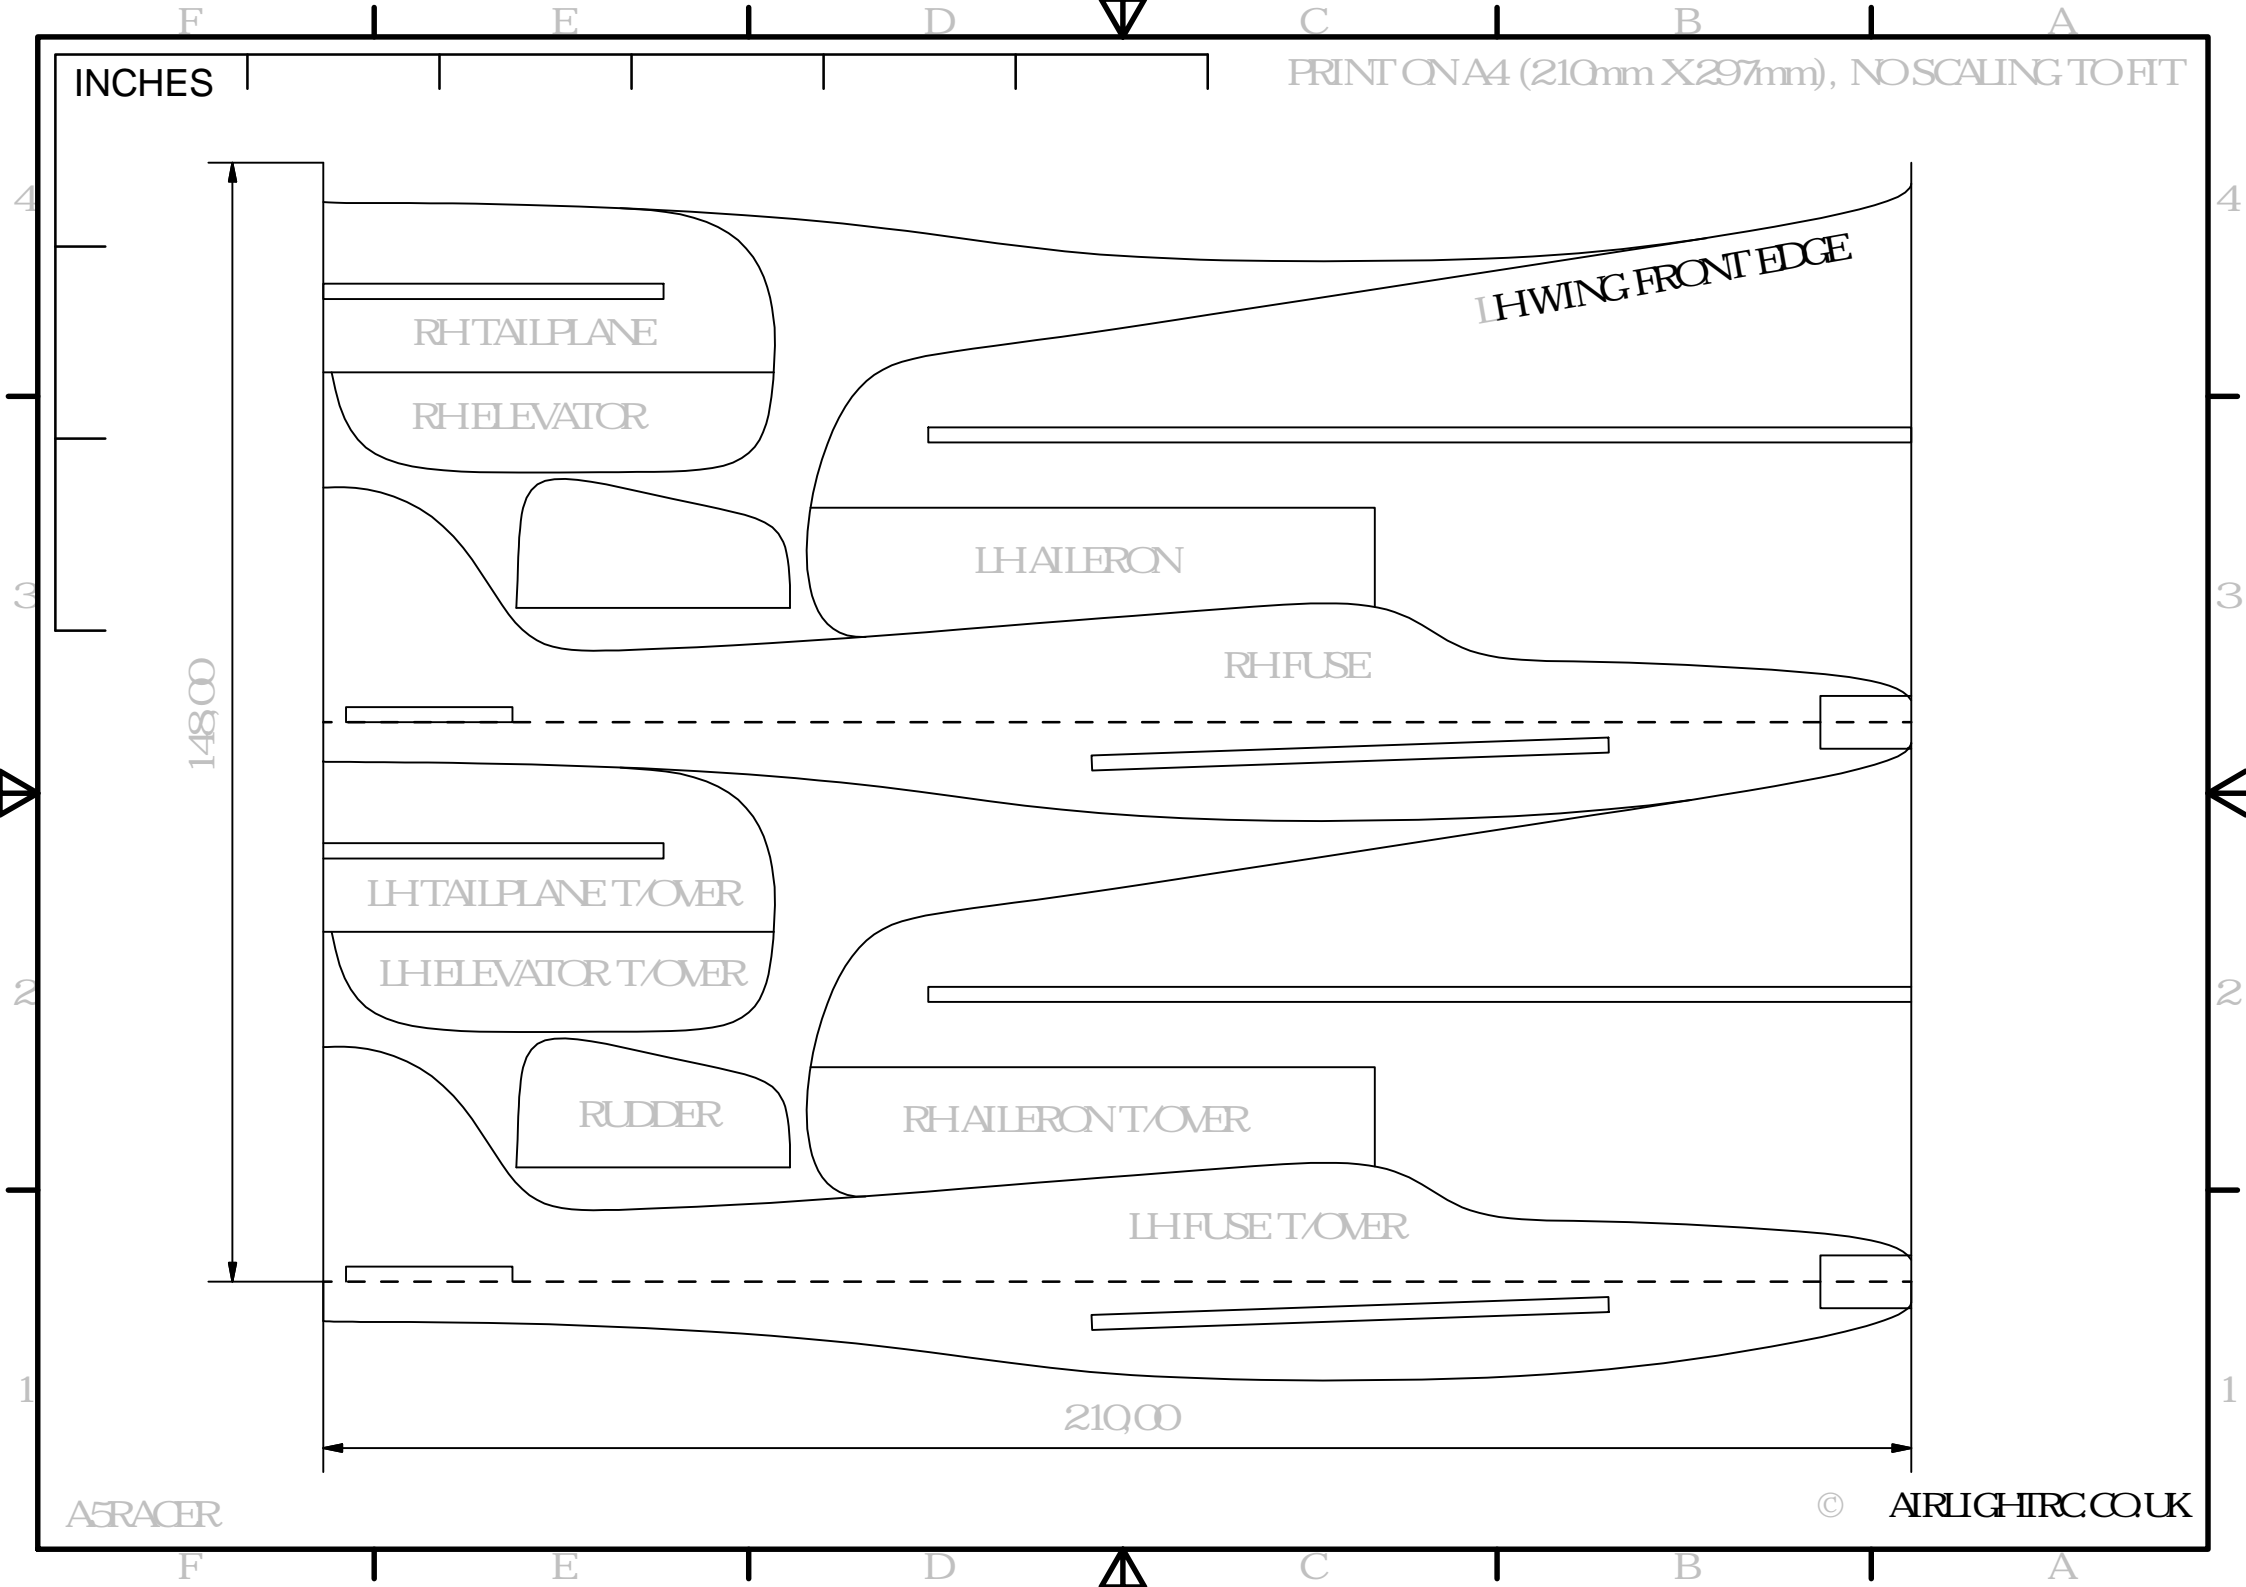 F E D C B A
INCHES
PRINT ON A4 (210mm X 297mm), NO SCALING TO FIT
4 4
LH WING FRONT EDGE
RH TAILPLANE
RH ELEVATOR
LH AILERON
3 3
RH FUSE
148,00
LH TAILPLANE T/OVER
LH ELEVATOR T/OVER
2 2
RUDDER
RH AILERON T/OVER
LH FUSE T/OVER
1 1
210,00
A5 RACER
© AIRLIGHTRC.CO.UK
F E D C B A